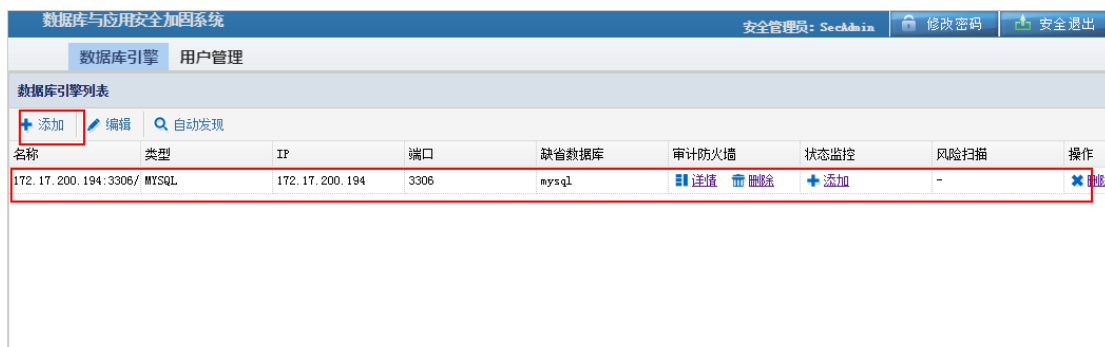 数据库与应用安全加固系统
安全管理员: SecAdmin 修改密码 安全退出
数据库引擎 用户管理
数据库引擎列表
添加 编辑 自动发现
名称 类型 IP 端口 缺省数据库 审计防火墙 状态监控 风险扫描 操作
172.17.200.194:3306/ MYSQL 172.17.200.194 3306 mysql 详情 删除 添加 - 删